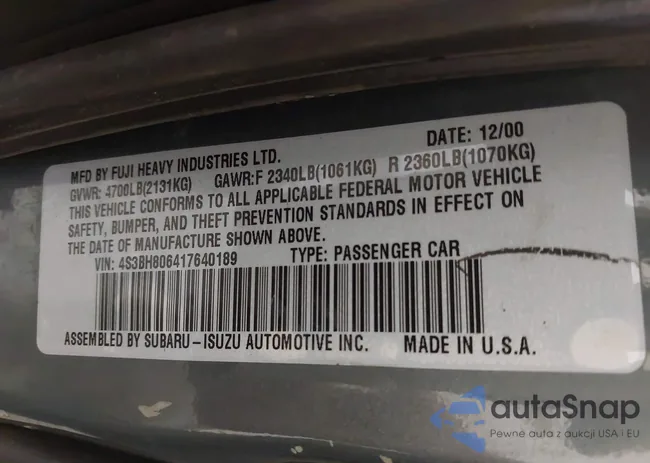 DATE: 12/00
MFD BY FUJI HEAVY INDUSTRIES LTD.
GVWR: 4700LB(2131KG) GAWR:F 2340LB(1061KG) R 2360LB(1070KG)
THIS VEHICLE CONFORMS TO ALL APPLICABLE FEDERAL MOTOR VEHICLE
SAFETY, BUMPER, AND THEFT PREVENTION STANDARDS IN EFFECT ON
THE DATE OF MANUFACTURE SHOWN ABOVE.
VIN: 4S3BH806417640189 TYPE: PASSENGER CAR
ASSEMBLED BY SUBARU-ISUZU AUTOMOTIVE INC. MADE IN U.S.A.
autaSnap
Pewne auta z aukcji USA i EU